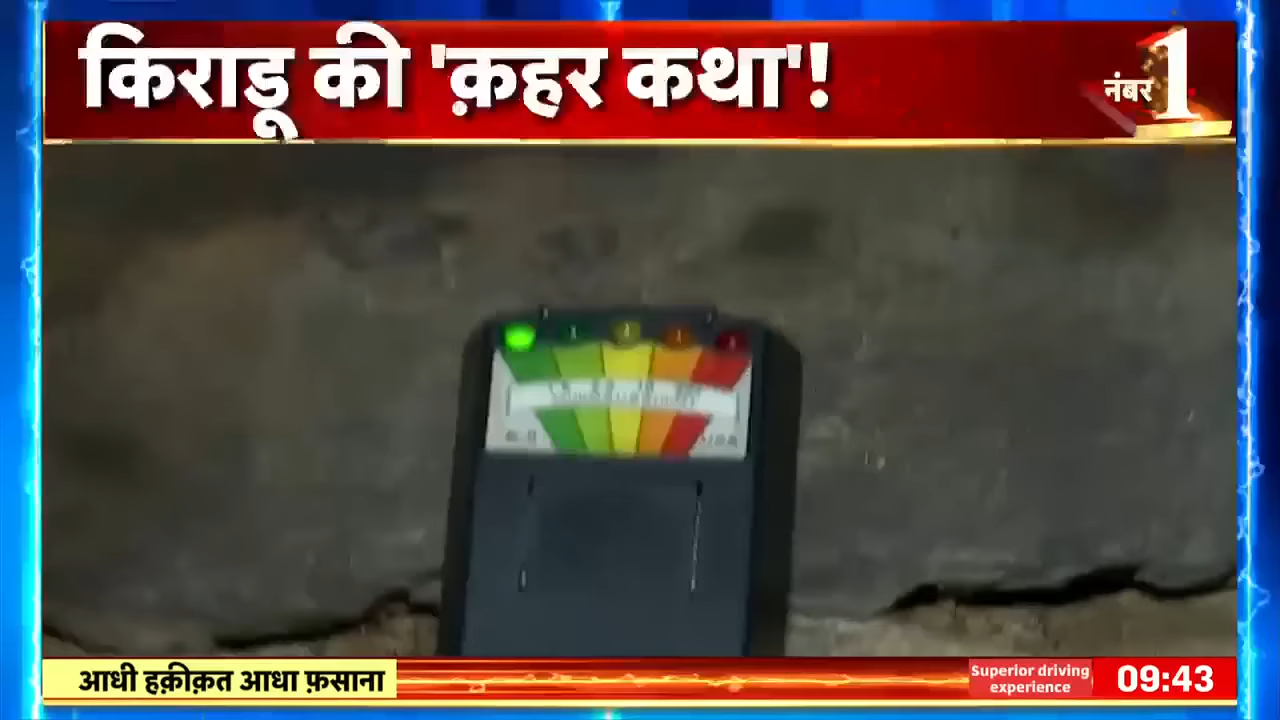 किराडू की 'क़हर कथा'!
नंबर 1
आधी हक़ीक़त आधा फ़साना
Superior driving
experience
09:43